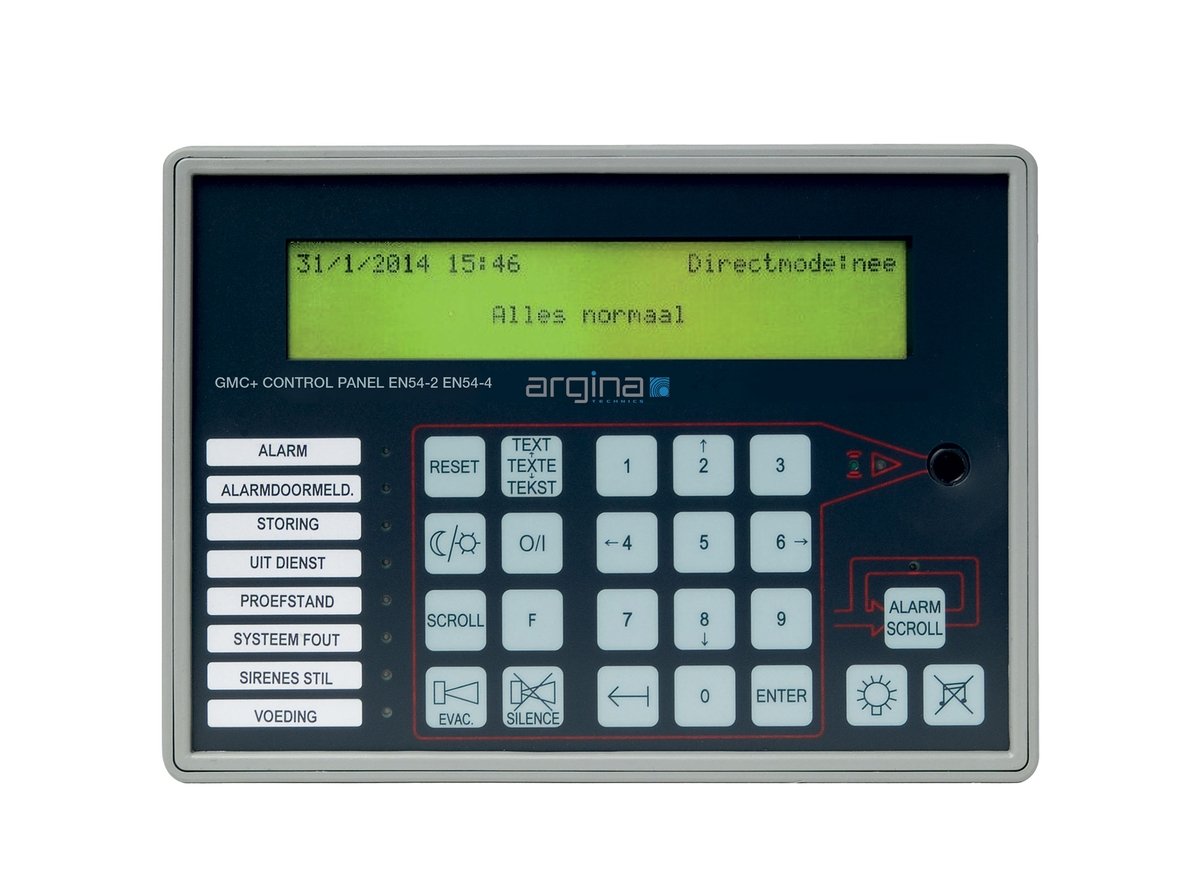 31/1/2014 15:46 Directmode:nee
Alles normaal
GMC+ CONTROL PANEL EN54-2 EN54-4
argina
TECHNICS
ALARM
ALARMDOORMELD.
STORING
UIT DIENST
PROEFSTAND
SYSTEEM FOUT
SIRENES STIL
VOEDING
RESET
TEXT
TEXTE
TEKST
1
↑
2
3
O/I
←4
5
6→
SCROLL
F
7
8
↓
9
EVAC.
SILENCE
0
ENTER
ALARM
SCROLL